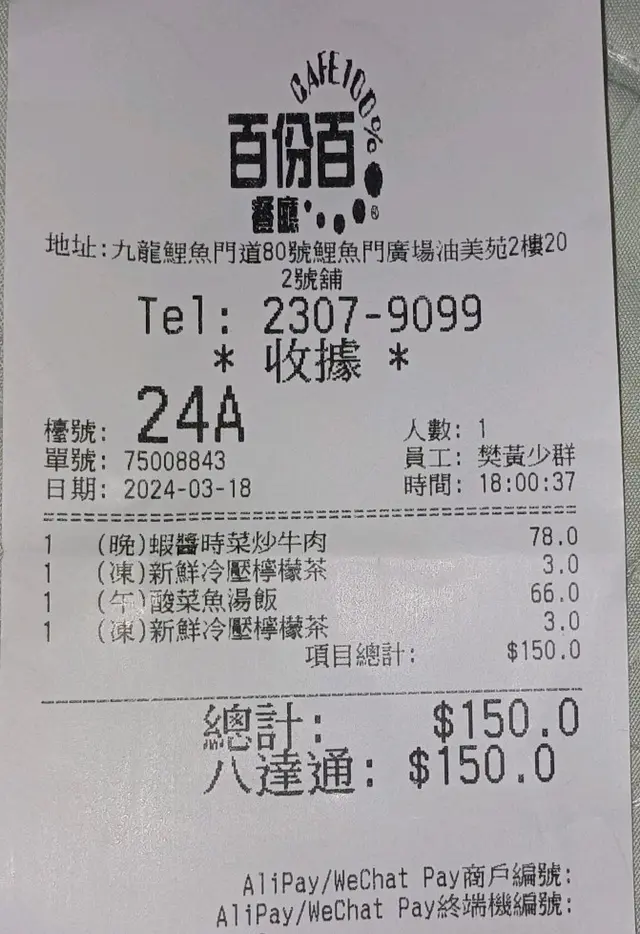 CAFE100%
百份百
餐廳®
地址:九龍鯉魚門道80號鯉魚門廣場油美苑2樓20
2號舖
Tel: 2307-9099
* 收據 *
檯號: 24A 人數: 1
單號: 75008843 員工: 樊黃少群
日期: 2024-03-18 時間: 18:00:37
1 (晚)蝦醬時菜炒牛肉 78.0
1 (凍)新鮮冷壓檸檬茶 3.0
1 (午)酸菜魚湯飯 66.0
1 (凍)新鮮冷壓檸檬茶 3.0
項目總計: $150.0
總計: $150.0
八達通: $150.0
AliPay/WeChat Pay商戶編號:
AliPay/WeChat Pay終端機編號: